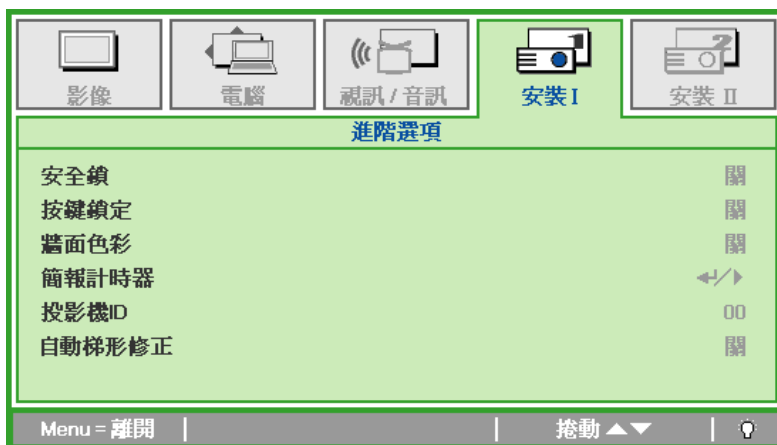 影像
電腦
視訊 / 音訊
安裝 I
安裝 II
進階選項
安全鎖 關
按鍵鎖定 關
牆面色彩 關
簡報計時器
投影機ID 00
自動梯形修正 關
Menu = 離開 捲動